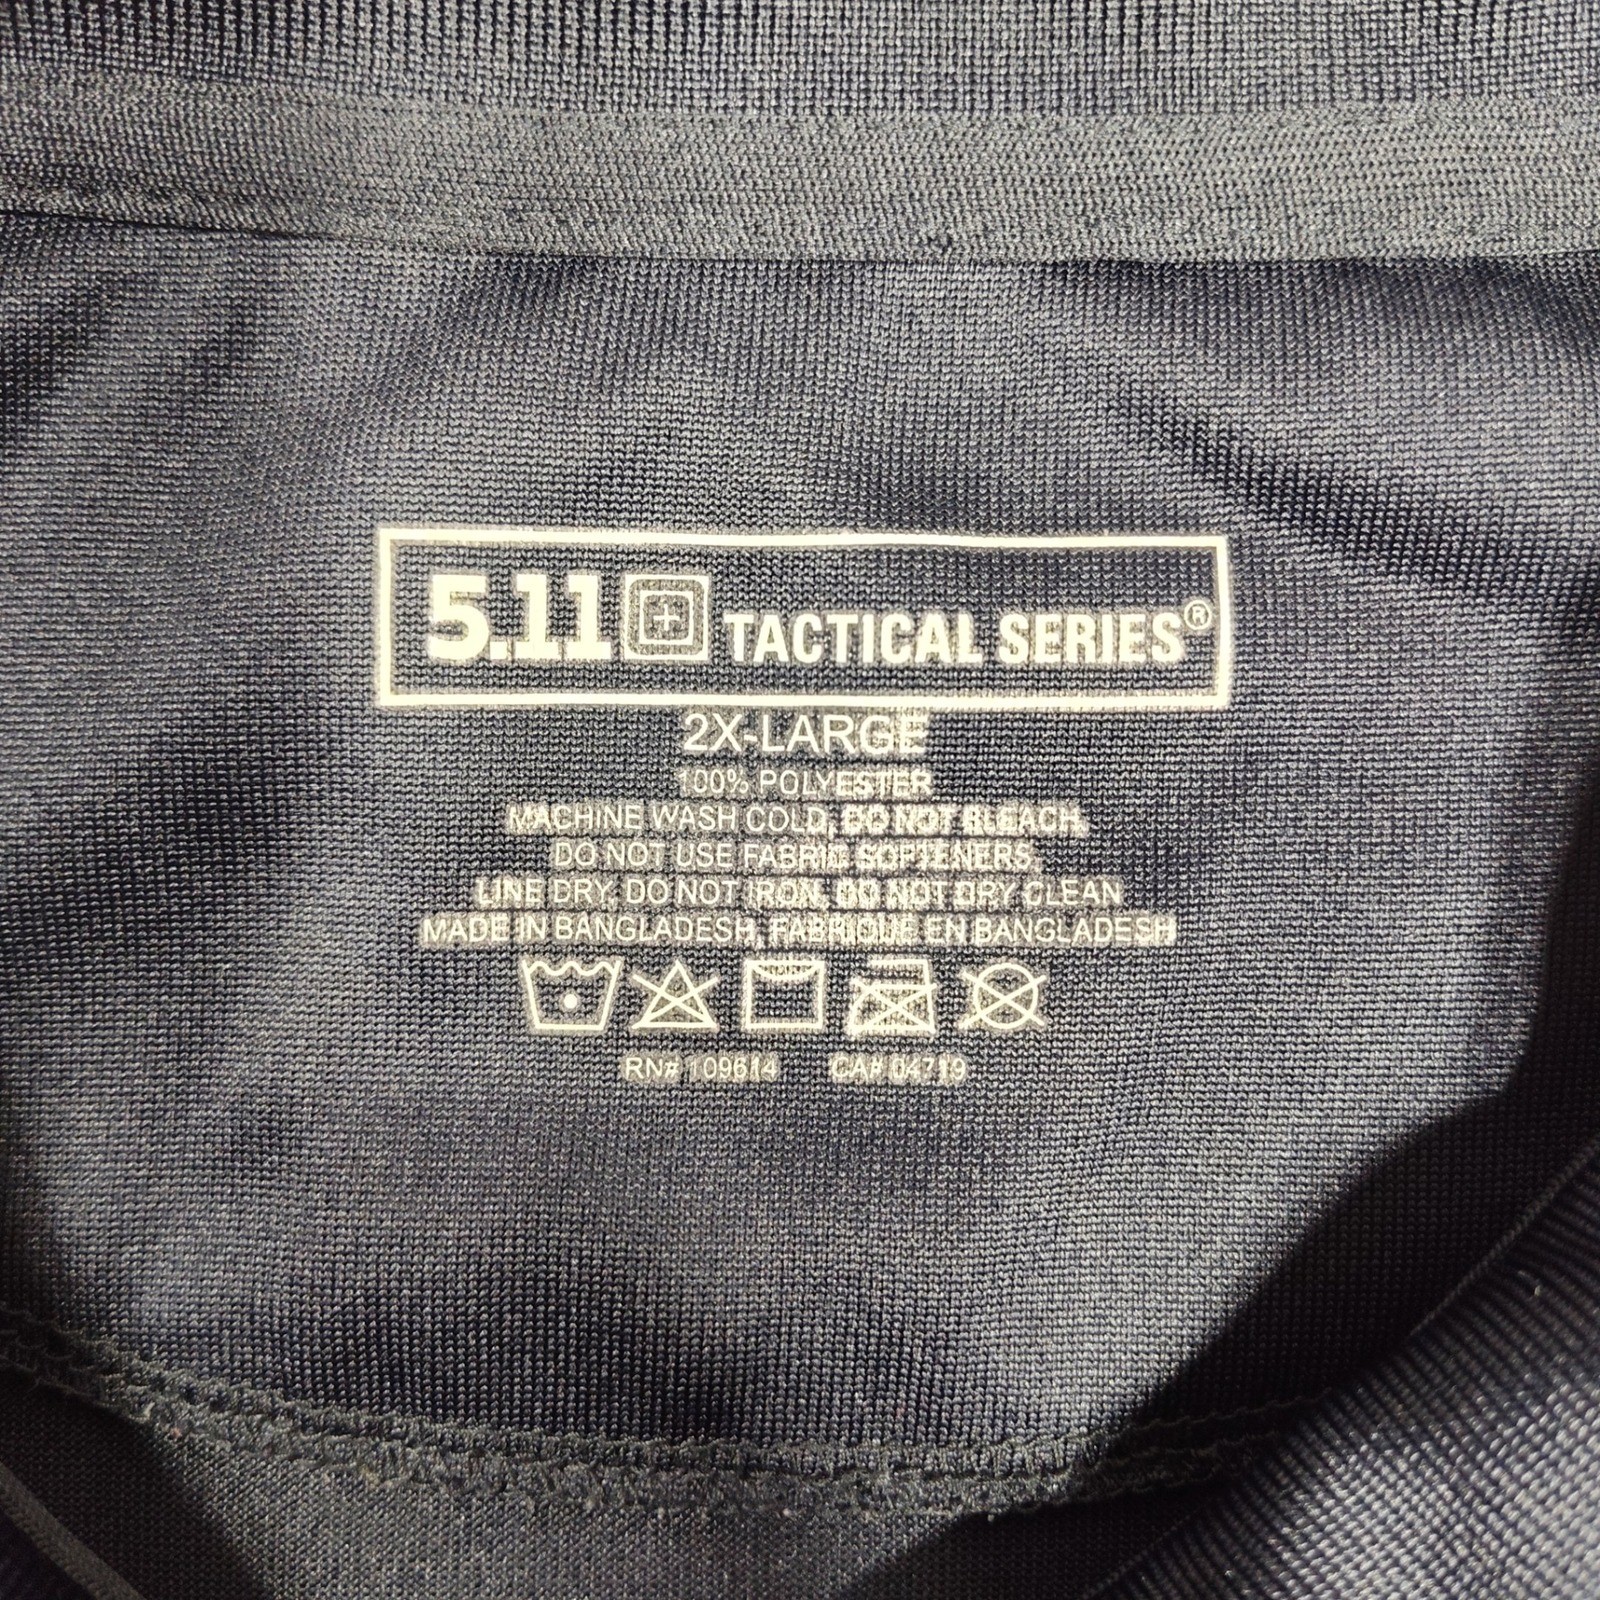 5.11 TACTICAL SERIES®
2X-LARGE
100% POLYESTER
MACHINE WASH COLD, DO NOT BLEACH,
DO NOT USE FABRIC SOFTENERS,
LINE DRY, DO NOT IRON, DO NOT DRY CLEAN
MADE IN BANGLADESH, FABRIQUE EN BANGLADESH
RN# 109614 CA# 04719